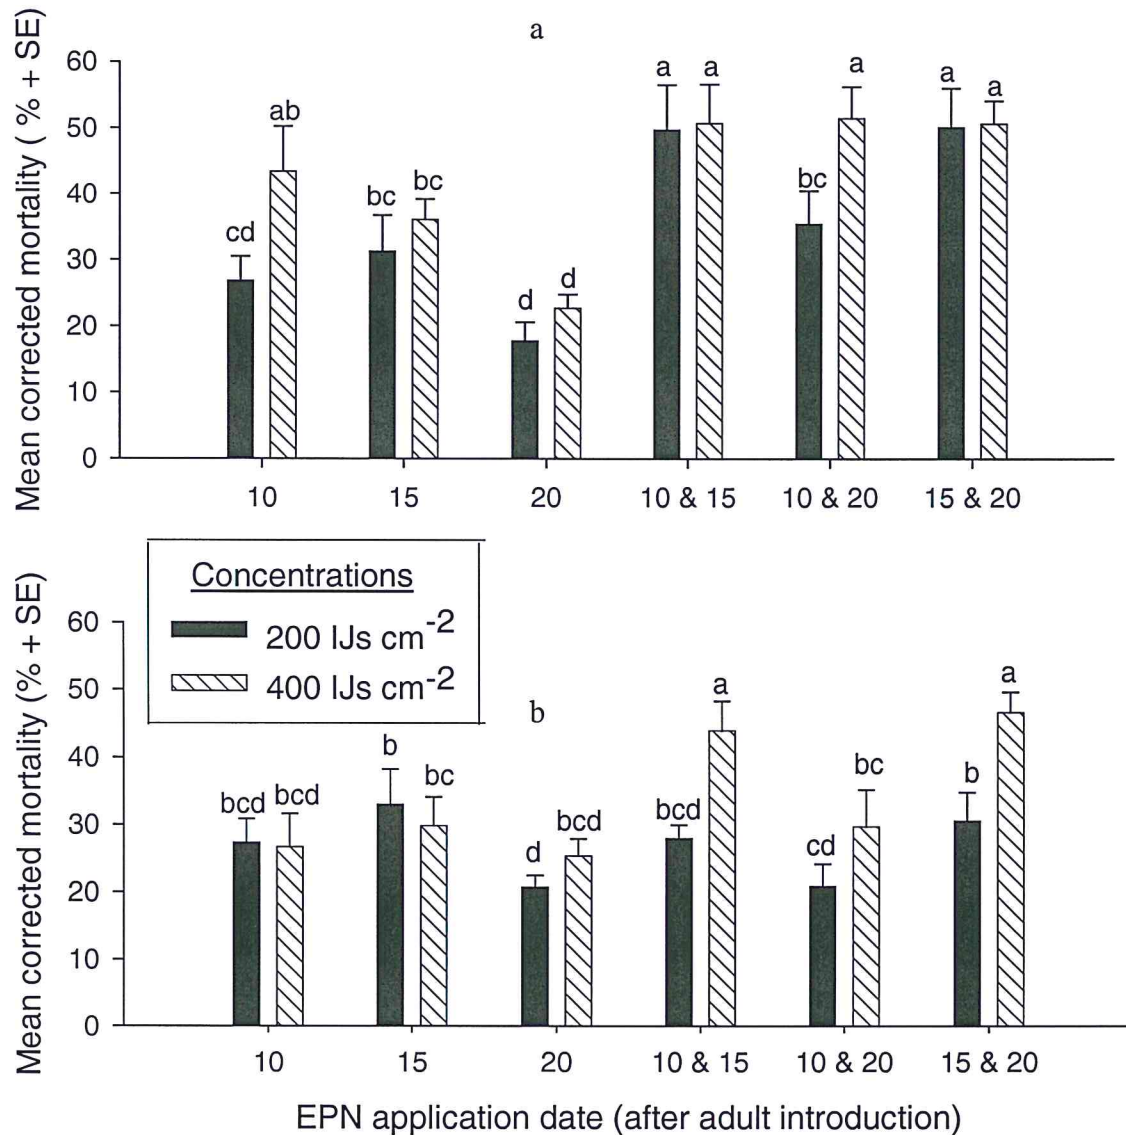 a
Mean corrected mortality ( % + SE)
60
50
40
30
20
10
0
cd
ab
bc
bc
d
d
a
a
bc
a
a
a
10
15
20
10 & 15
10 & 20
15 & 20
Concentrations
200 IJs cm-2
400 IJs cm-2
b
Mean corrected mortality (% + SE)
60
50
40
30
20
10
0
bcd
bcd
b
bc
d
bcd
bcd
a
cd
bc
b
a
10
15
20
10 & 15
10 & 20
15 & 20
EPN application date (after adult introduction)